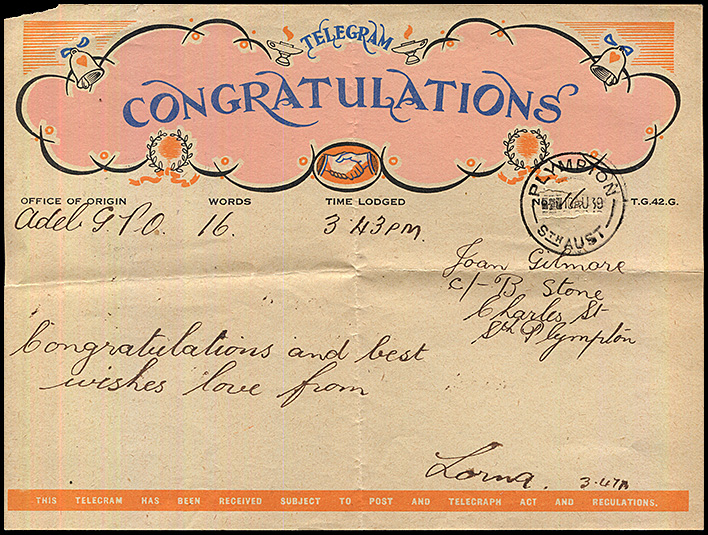 TELEGRAM
CONGRATULATIONS
OFFICE OF ORIGIN WORDS TIME LODGED T.G.42.G.
Adel GPO 16. 3 43PM.
PLYMPTON
STH AUST
Joan Gilmore
c/- B Stone
Charles St
Sth Plympton
Congratulations and best
wishes love from
Lorna. 3.47
THIS TELEGRAM HAS BEEN RECEIVED SUBJECT TO POST AND TELEGRAPH ACT AND REGULATIONS.